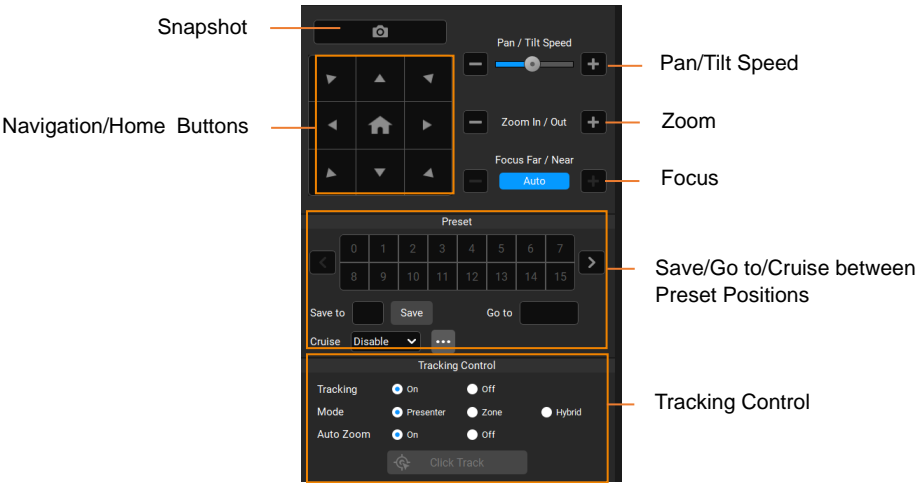 Snapshot
Pan / Tilt Speed
Pan/Tilt Speed
Navigation/Home Buttons
Zoom In / Out
Zoom
Focus Far / Near
Auto
Focus
Preset
0 1 2 3 4 5 6 7
8 9 10 11 12 13 14 15
Save/Go to/Cruise between
Preset Positions
Save to Save Go to
Cruise Disable
Tracking Control
Tracking On Off
Mode Presenter Zone Hybrid
Tracking Control
Auto Zoom On Off
Click Track